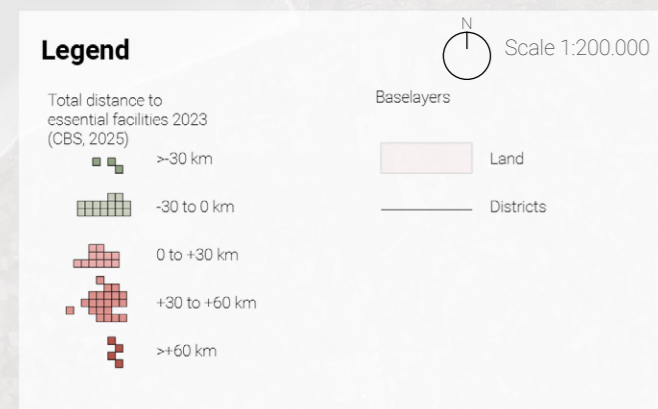 Legend
N
Scale 1:200.000
Total distance to
essential facilities 2023
(CBS, 2025)
>-30 km
-30 to 0 km
0 to +30 km
+30 to +60 km
>+60 km
Baselayers
Land
Districts